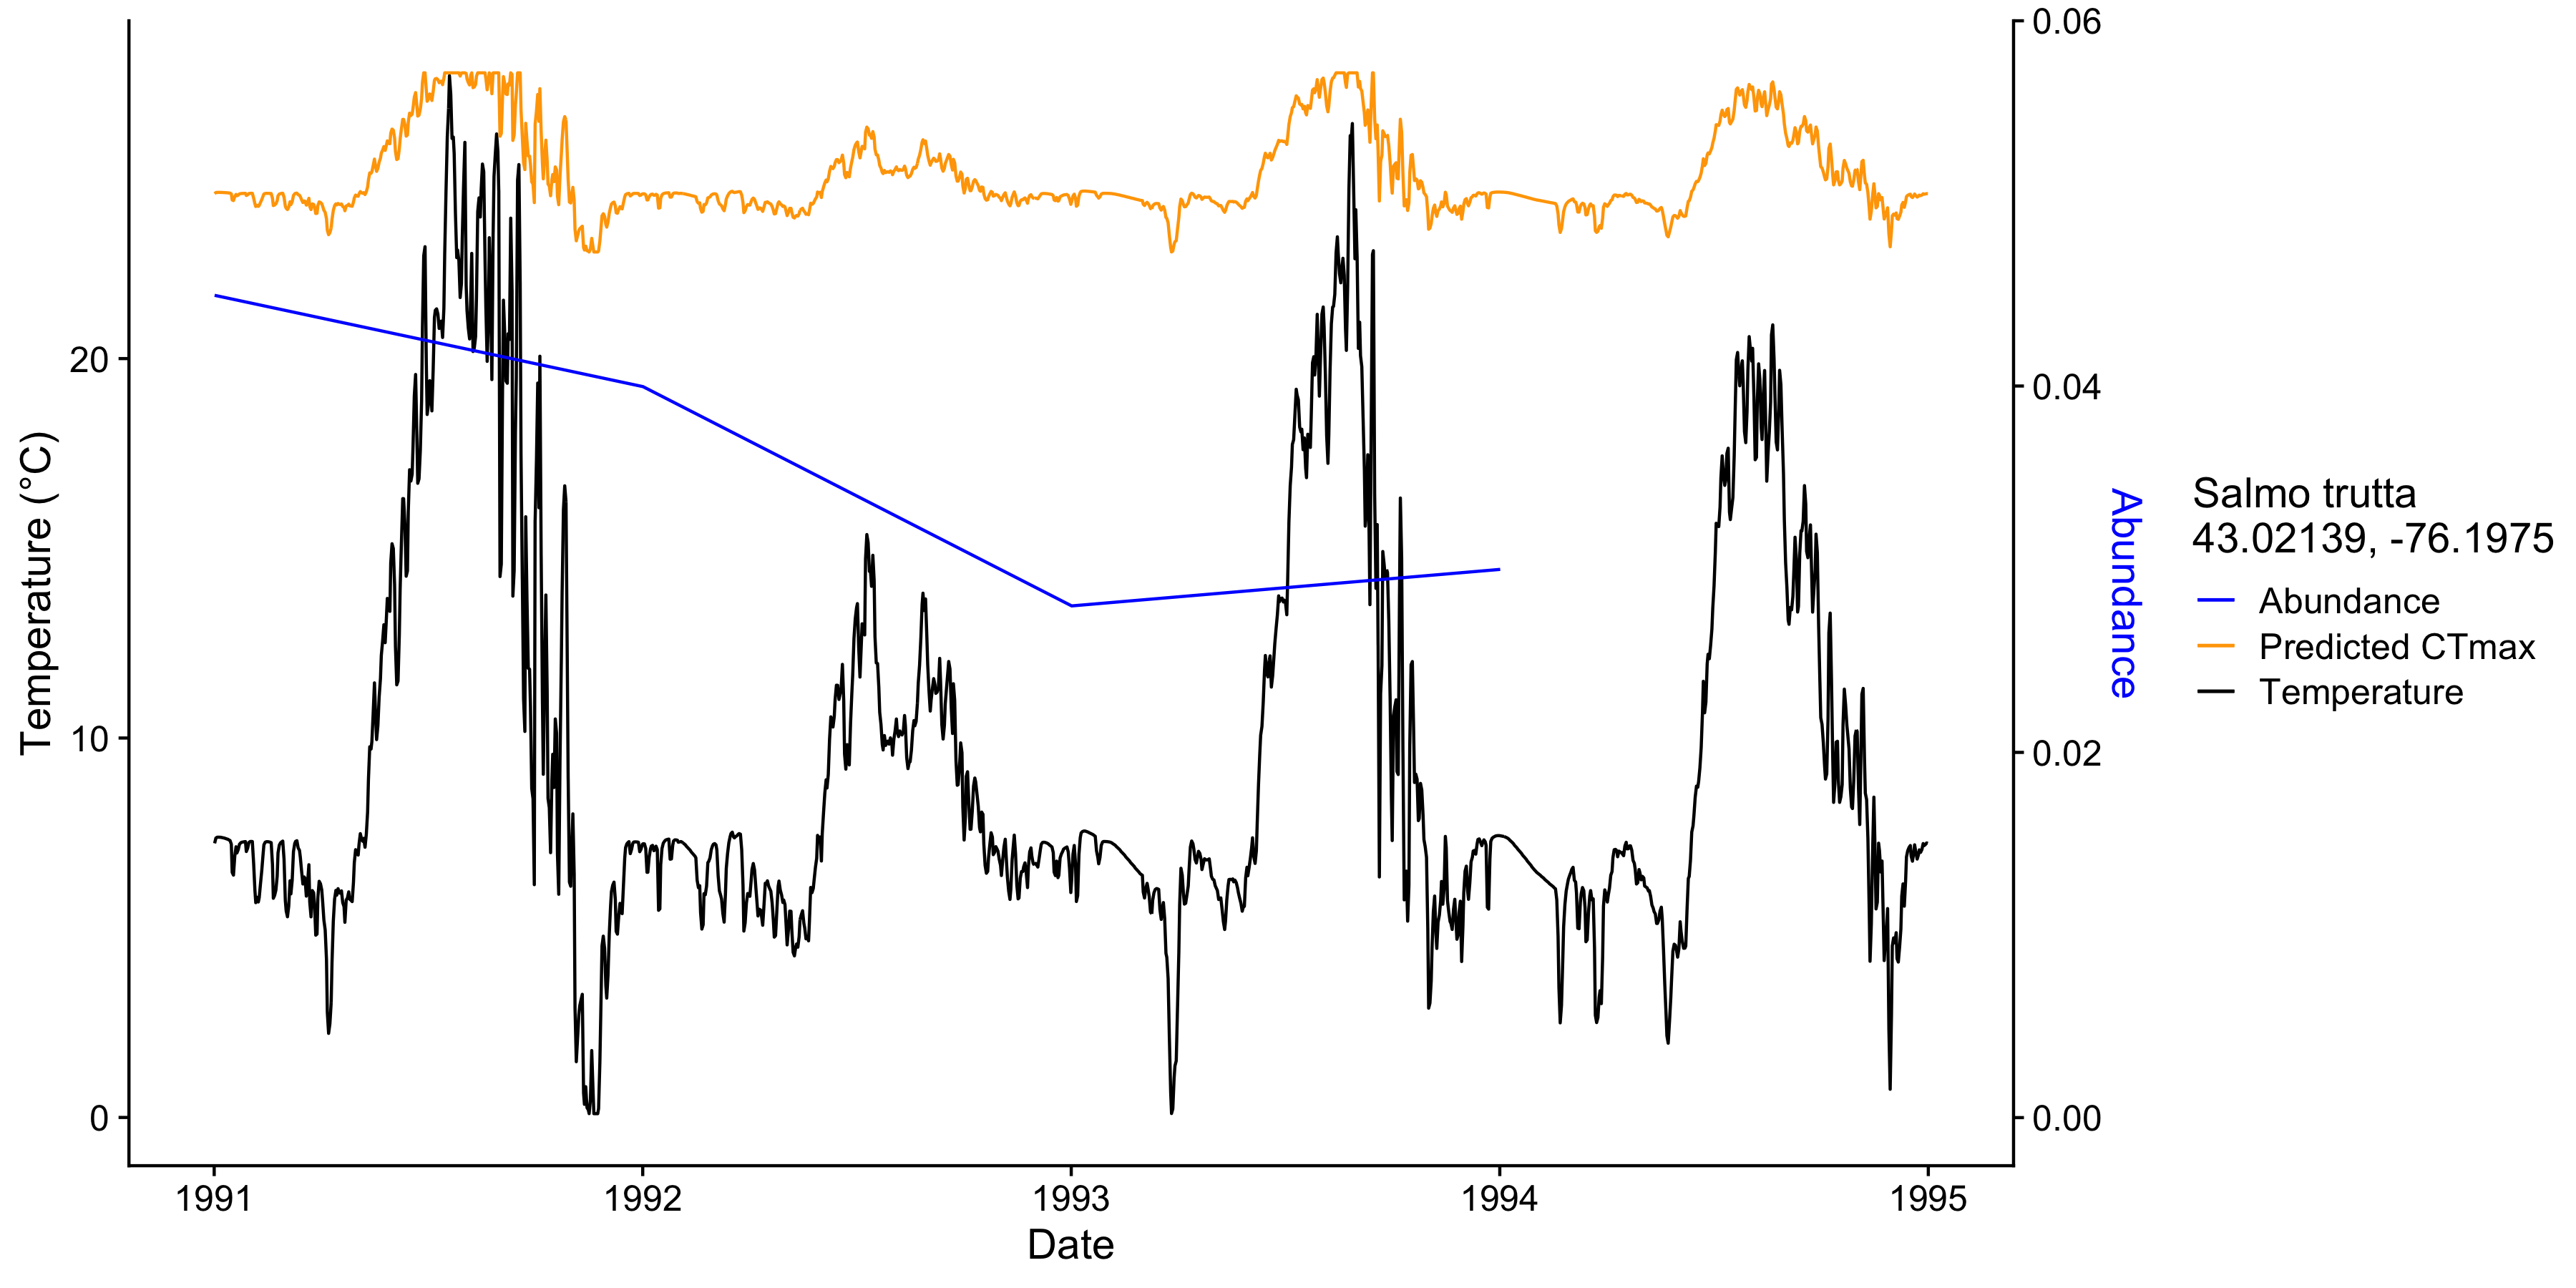 Temperature (°C)
20
10
0
1991
1992
1993
1994
1995
Date
0.06
0.04
0.02
0.00
Abundance
Salmo trutta
43.02139, -76.1975
Abundance
Predicted CTmax
Temperature